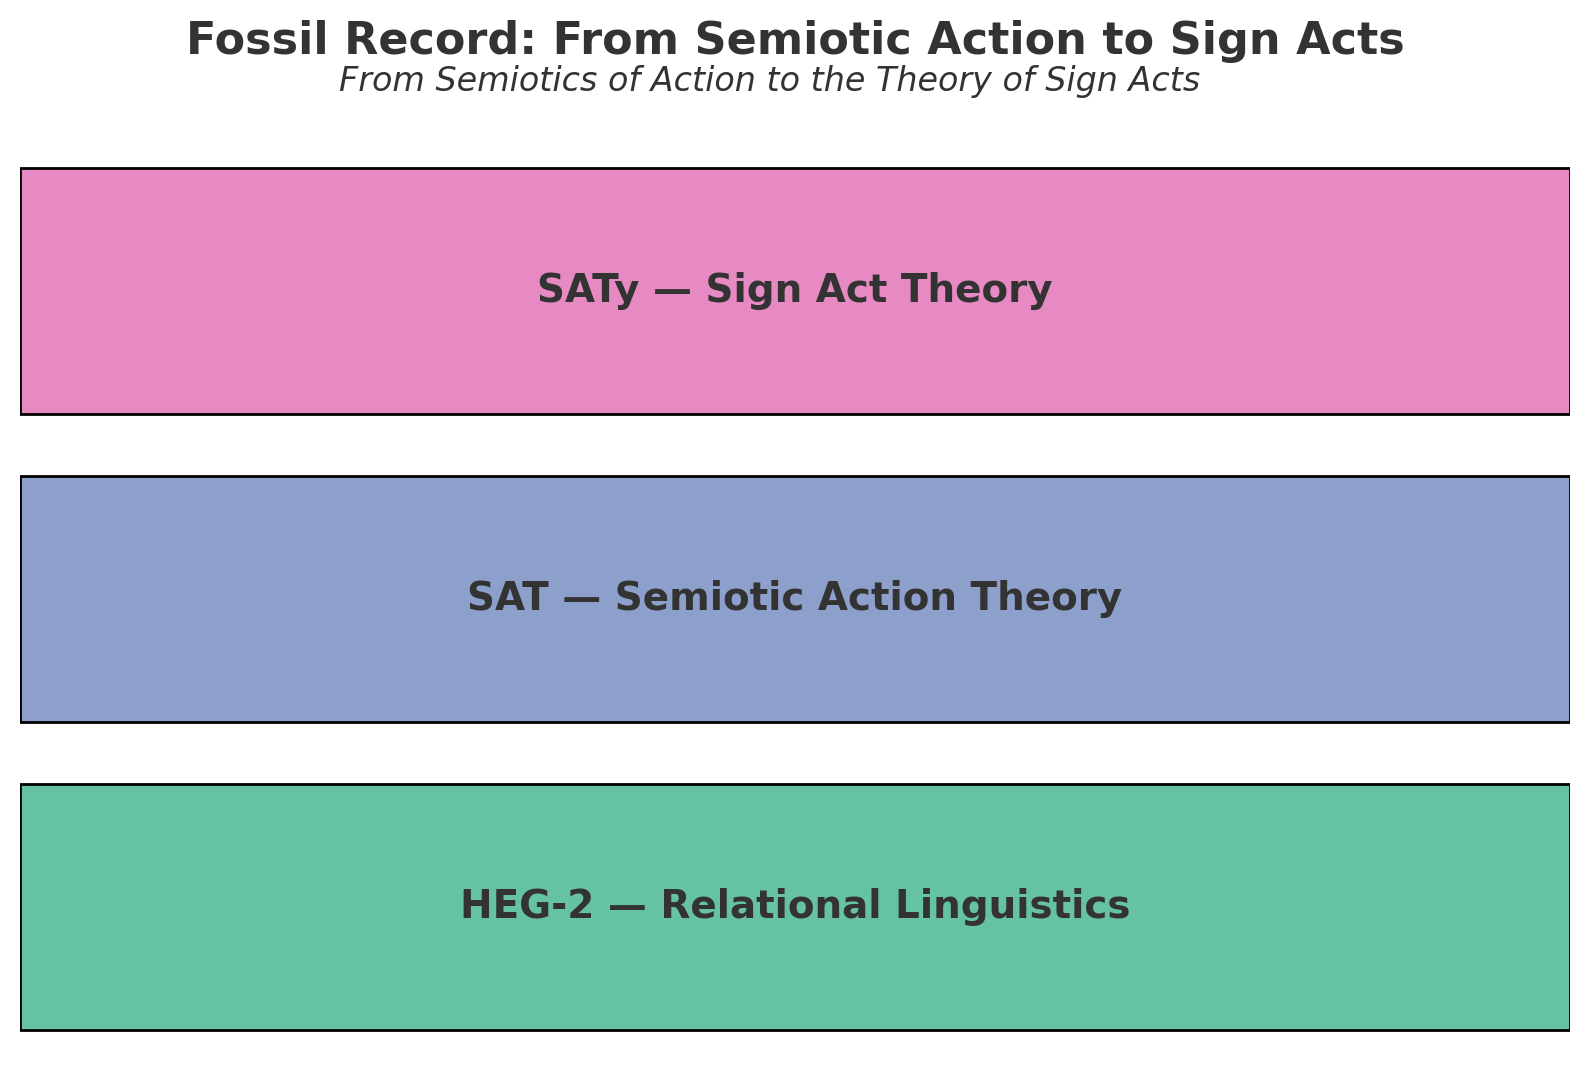 Fossil Record: From Semiotic Action to Sign Acts
From Semiotics of Action to the Theory of Sign Acts
SATy — Sign Act Theory
SAT — Semiotic Action Theory
HEG-2 — Relational Linguistics